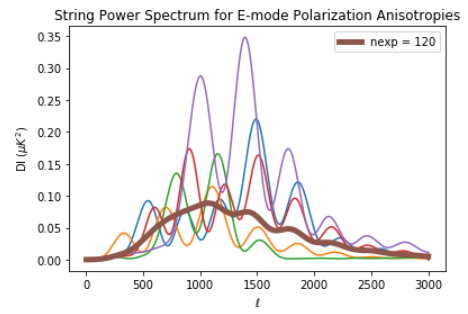 String Power Spectrum for E-mode Polarization Anisotropies
nexp = 120
Dl (μK²)
0.35
0.30
0.25
0.20
0.15
0.10
0.05
0.00
0 500 1000 1500 2000 2500 3000
ℓ